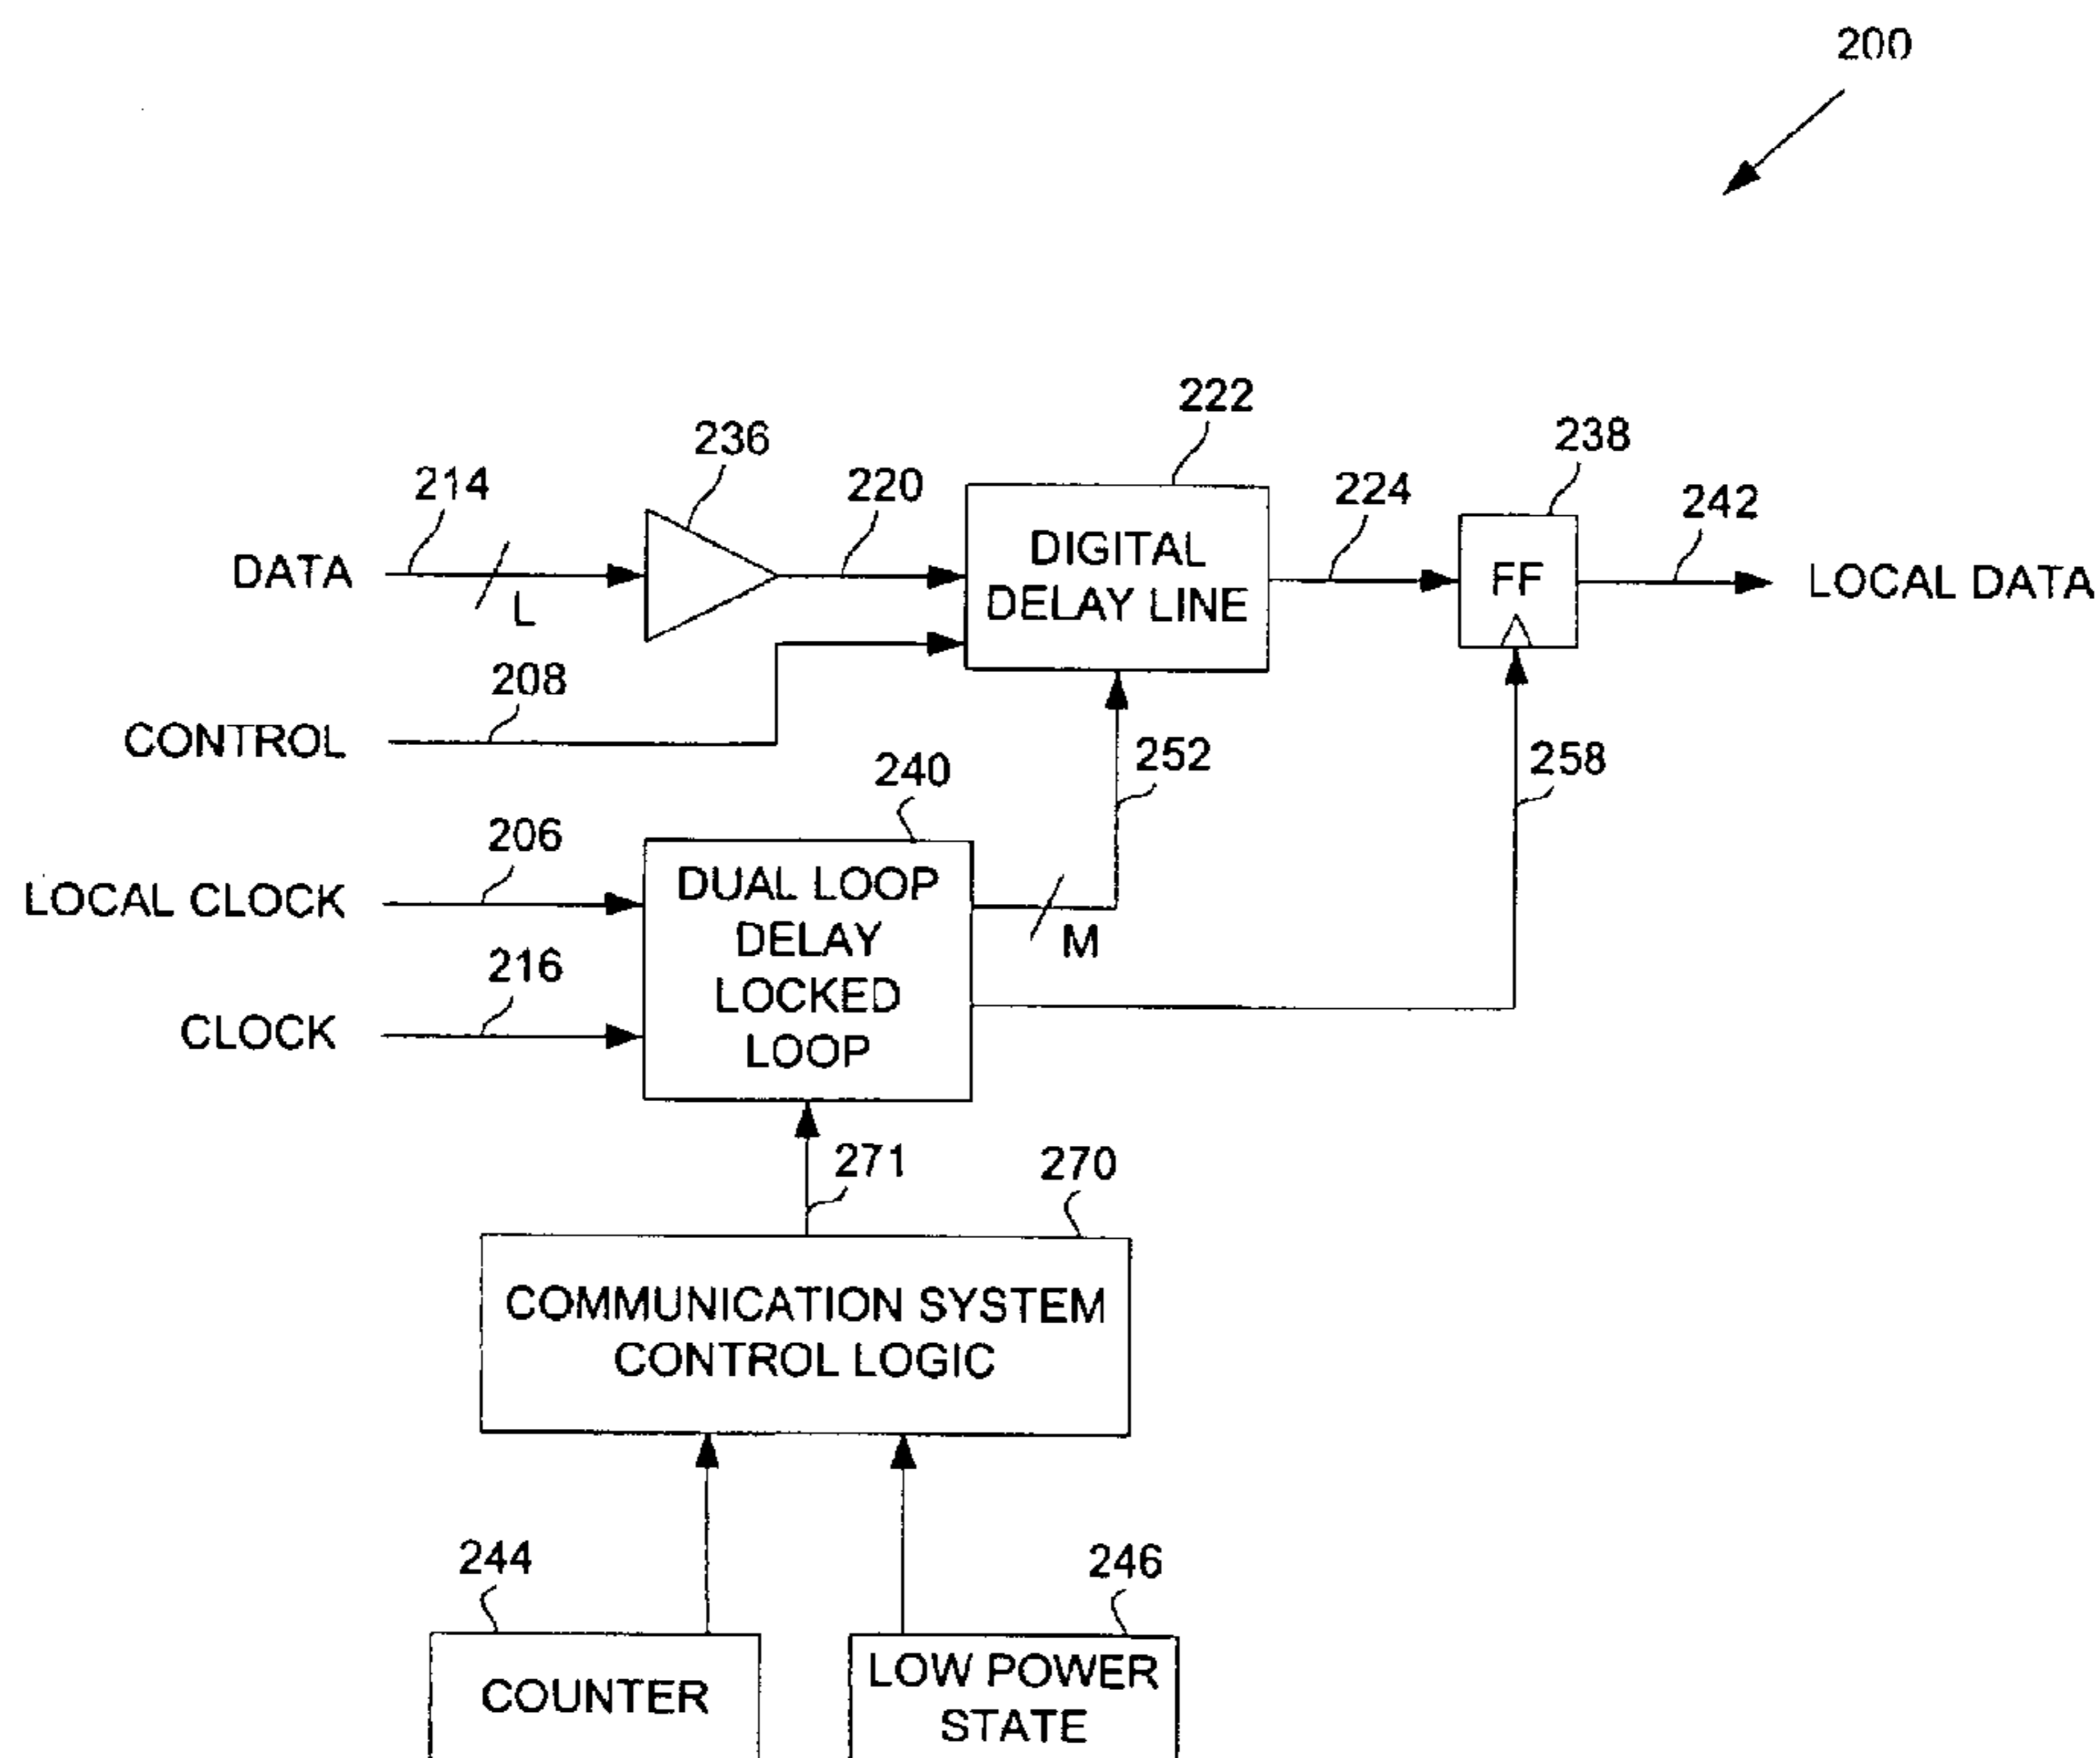 200
222
236
238
214
220
224
242
DATA
L
DIGITAL
DELAY LINE
FF
LOCAL DATA
208
CONTROL
240
252
258
206
LOCAL CLOCK
DUAL LOOP
DELAY
LOCKED
LOOP
M
216
CLOCK
271
270
COMMUNICATION SYSTEM
CONTROL LOGIC
244
246
COUNTER
LOW POWER
STATE